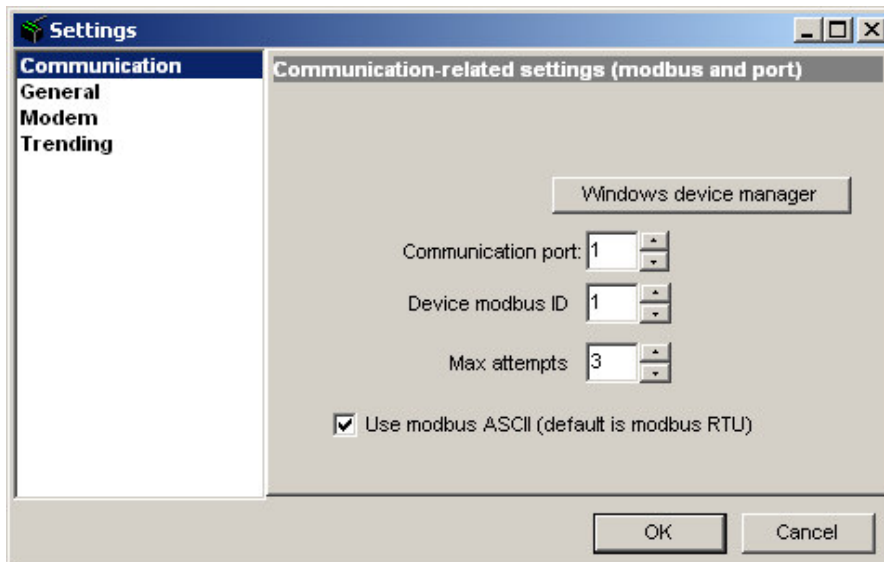 Settings
Communication
General
Modem
Trending
Communication-related settings (modbus and port)
Windows device manager
Communication port: 1
Device modbus ID 1
Max attempts 3
Use modbus ASCII (default is modbus RTU)
OK Cancel